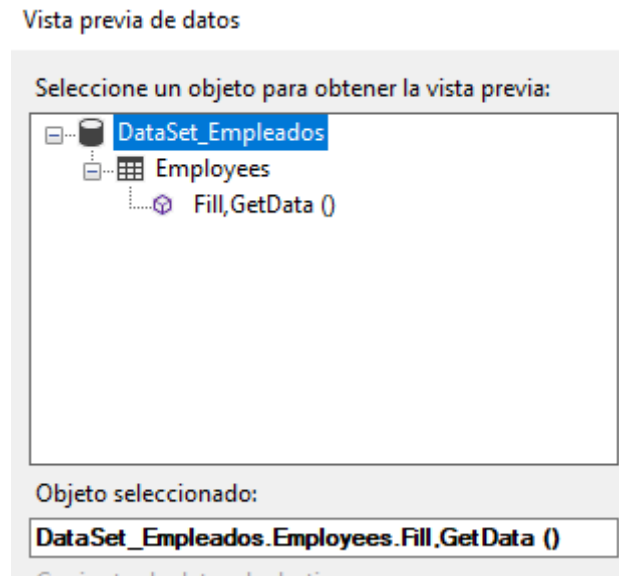 Vista previa de datos
Seleccione un objeto para obtener la vista previa:
DataSet_Empleados
Employees
Fill,GetData ()
Objeto seleccionado:
DataSet_Empleados.Employees.Fill,GetData ()